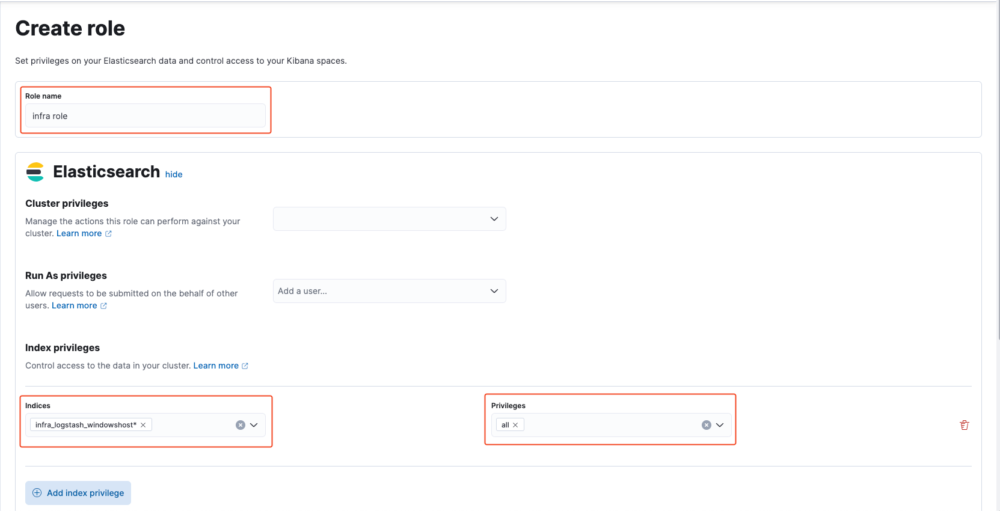 Create role
Set privileges on your Elasticsearch data and control access to your Kibana spaces.
Role name
infra role
Elasticsearch hide
Cluster privileges
Manage the actions this role can perform against your
cluster. Learn more
Run As privileges
Allow requests to be submitted on the behalf of other
users. Learn more
Add a user...
Index privileges
Control access to the data in your cluster. Learn more
Indices
infra_logstash_windowshost*
Privileges
all
Add index privilege